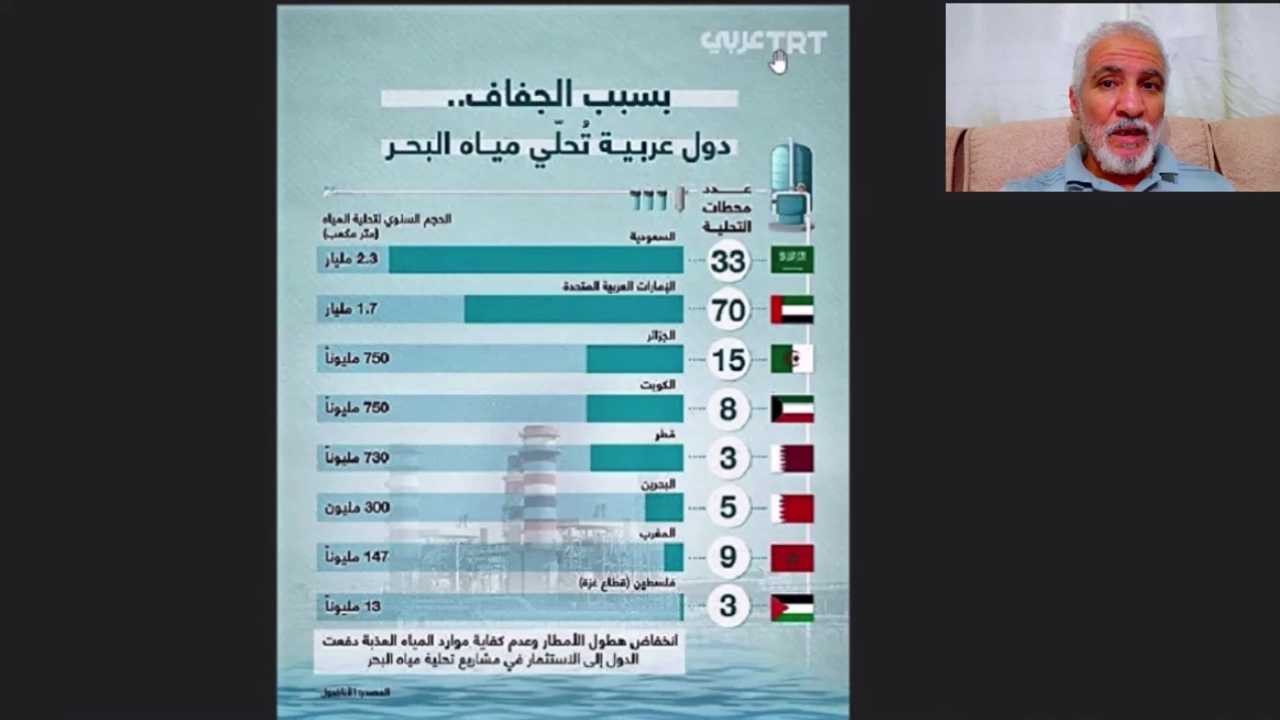 TRT عربي
بسبب الجفاف..
دول عربية تُحلّي مياه البحر
عدد
محطات
التحلية
الحجم السنوي لتحلية المياه
(متر مكعب)
السعودية
33
2.3 مليار
الإمارات العربية المتحدة
70
1.7 مليار
الجزائر
15
750 مليوناً
الكويت
8
750 مليوناً
قطر
3
730 مليوناً
البحرين
5
300 مليون
المغرب
9
147 مليوناً
فلسطين (قطاع غزة)
3
13 مليوناً
انخفاض هطول الأمطار وعدم كفاية موارد المياه العذبة دفعت
الدول إلى الاستثمار في مشاريع تحلية مياه البحر
المصدر: الأناضول